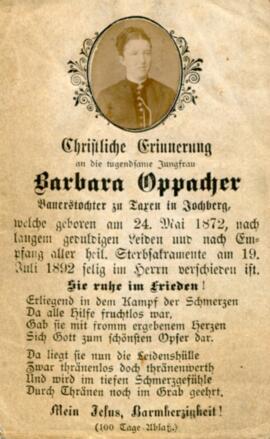 Christliche Erinnerung
an die tugendsame Jungfrau
Barbara Oppacher
Bauerstochter zu Taxen in Jochberg,
welche geboren am 24. Mai 1872, nach
langem geduldigen Leiden und nach Em-
pfang aller heil. Sterbsakramente am 19.
Juli 1892 selig im Herrn verschieden ist.
Sie ruhe im Frieden!
Erliegend in dem Kampf der Schmerzen
Da alle Hilfe fruchtlos war,
Gab sie mit fromm ergebenem Herzen
Sich Gott zum schönsten Opfer dar.
Da liegt sie nun die Leidenshülle
Zwar thränenlos doch thränenwerth
Und wird im tiefen Schmerzgefühle
Durch Thränen noch im Grab geehrt.
Mein Jesus, Barmherzigkeit!
(100 Tage Ablaß.)